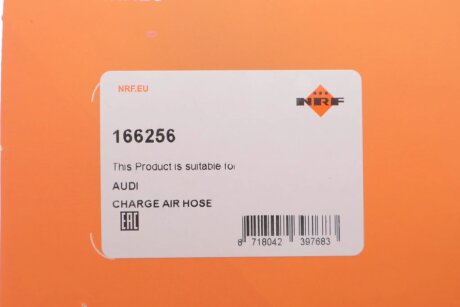 NRF.EU
NRF
166256
This Product is suitable for
AUDI
CHARGE AIR HOSE
EAC
8 718042 397683